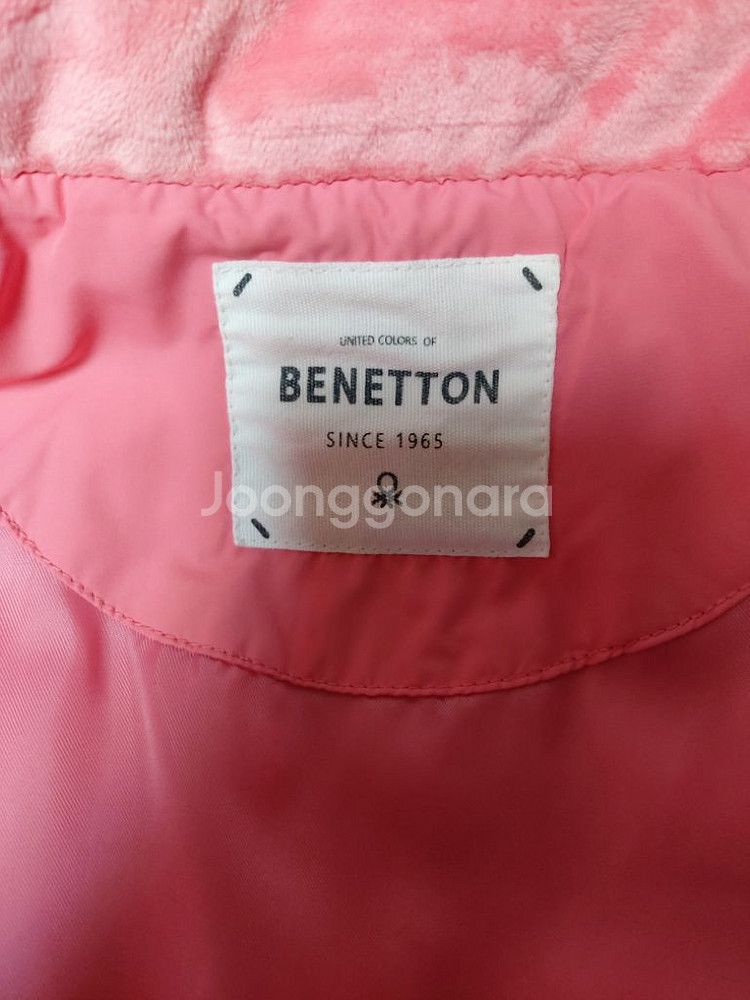 UNITED COLORS OF
BENETTON
SINCE 1965
Joonggonara